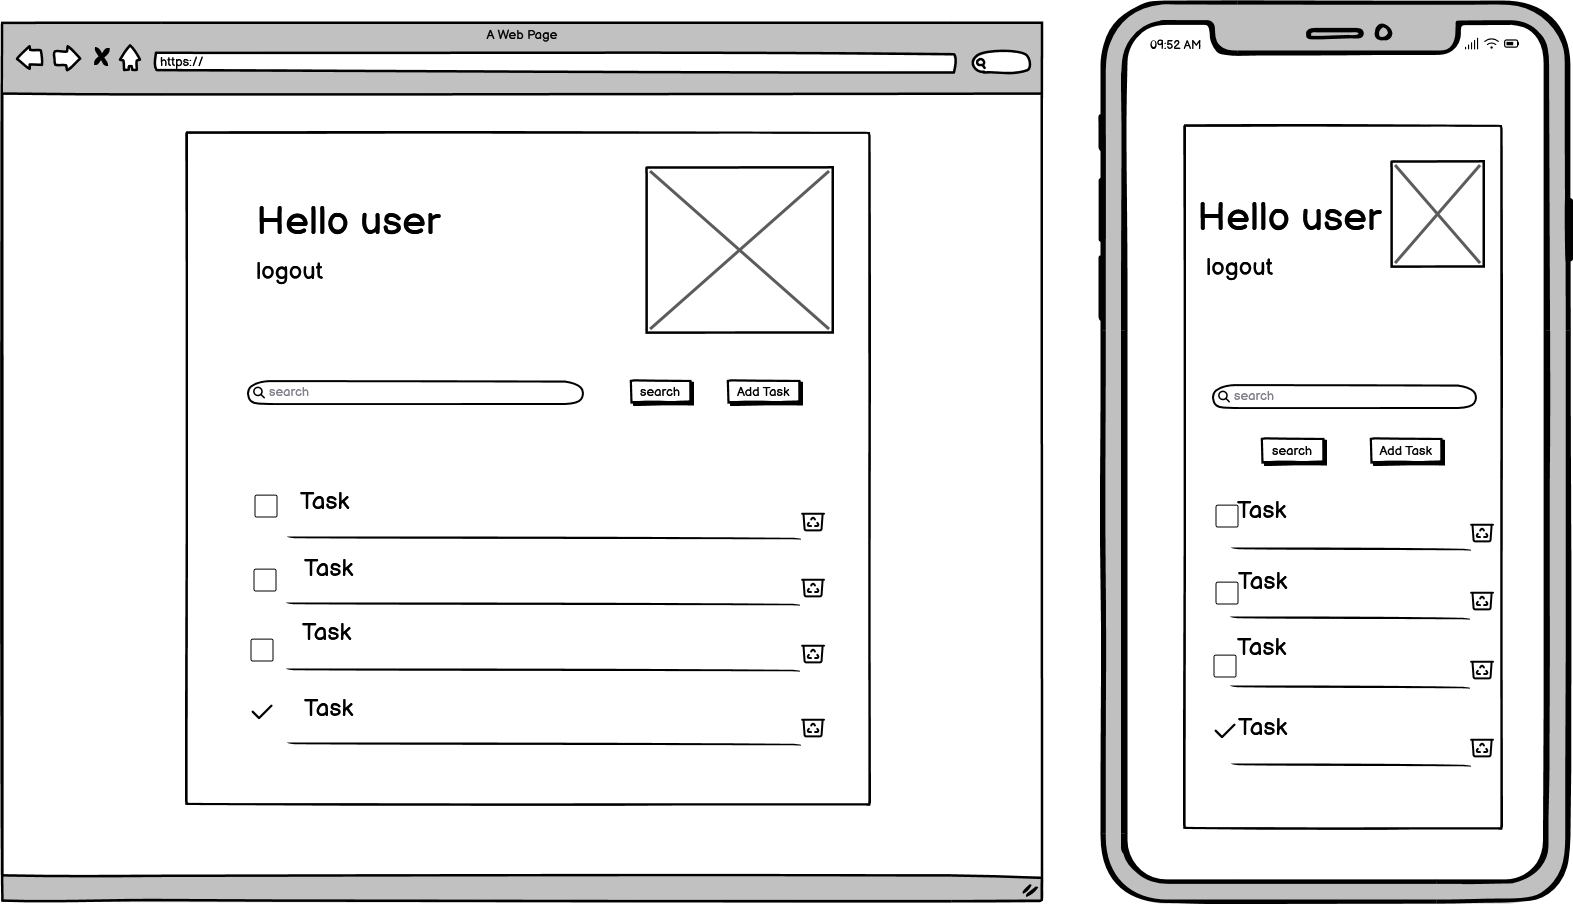 A Web Page
https://
Hello user
logout
search
search
Add Task
Task
Task
Task
Task
09:52 AM
Hello user
logout
search
search
Add Task
Task
Task
Task
Task